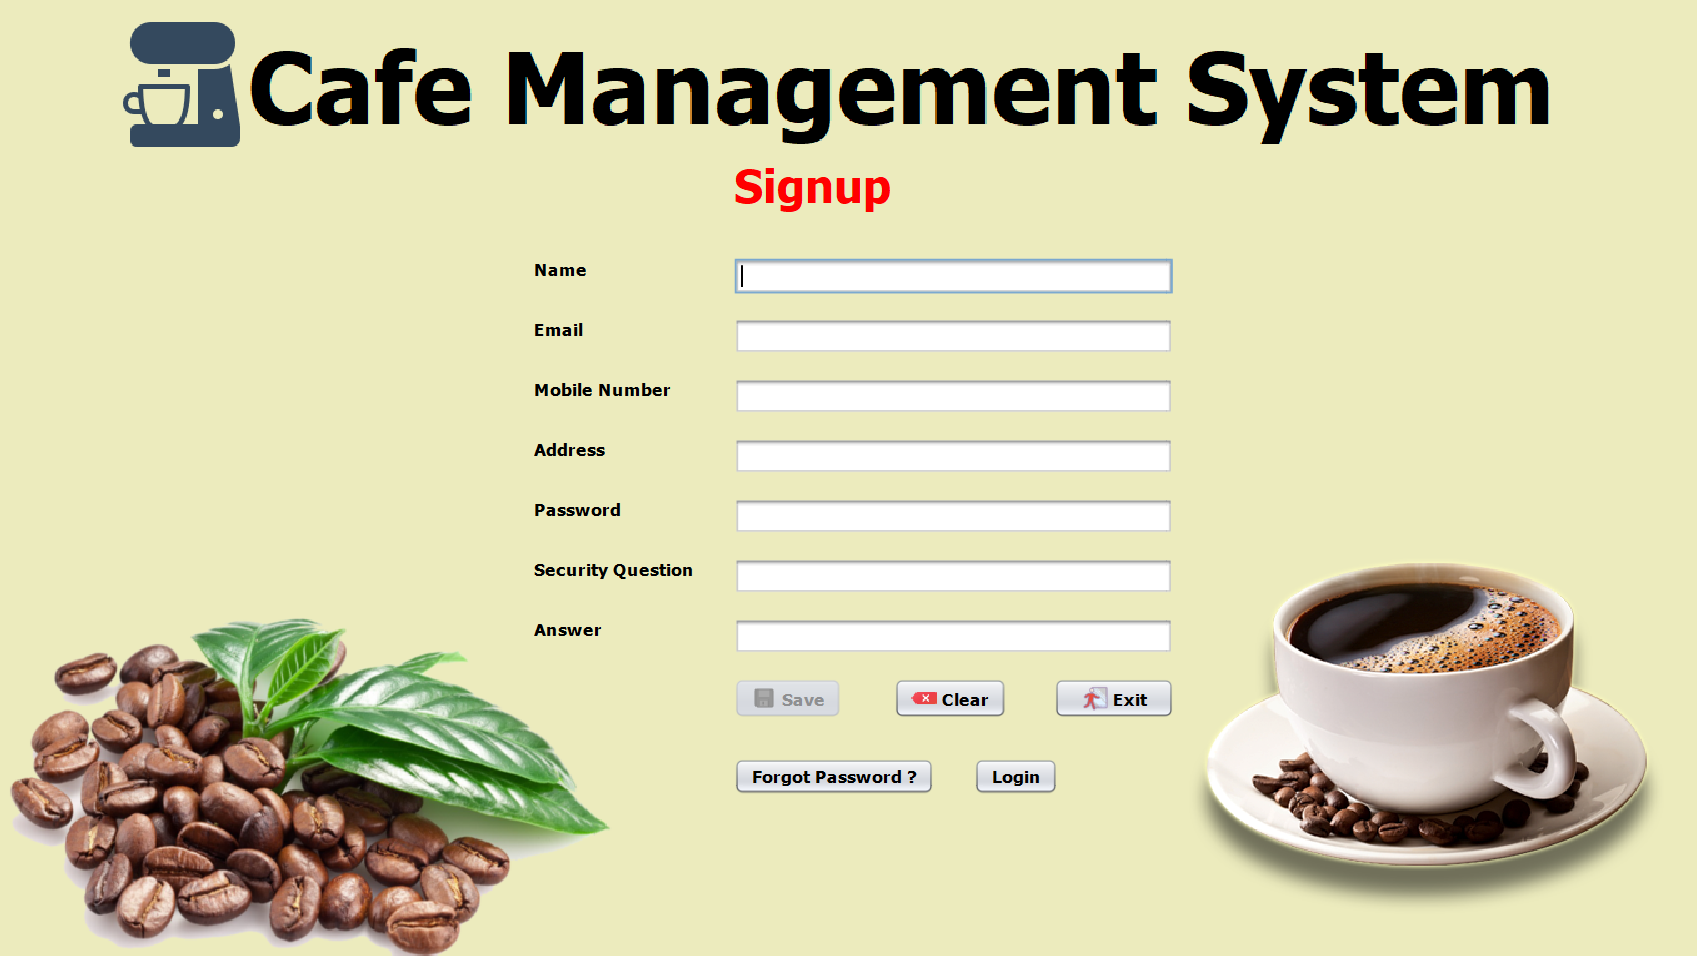 Cafe Management System
Signup
Name
Email
Mobile Number
Address
Password
Security Question
Answer
Save Clear Exit
Forgot Password ? Login